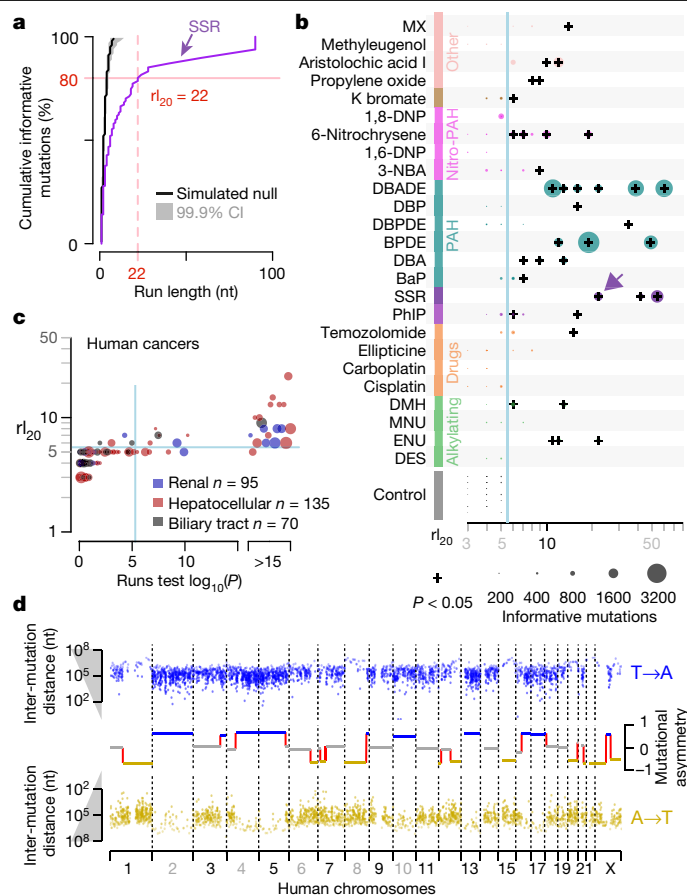 a
SSR
100
80
0
rl20 = 22
Cumulative informative
mutations (%)
Simulated null
99.9% CI
0
22
100
Run length (nt)
b
MX
Methyleugenol
Aristolochic acid I
Propylene oxide
K bromate
1,8-DNP
6-Nitrochrysene
1,6-DNP
3-NBA
DBADE
DBP
DBPDE
BPDE
DBA
BaP
SSR
PhIP
Temozolomide
Ellipticine
Carboplatin
Cisplatin
DMH
MNU
ENU
DES
Control
Other
Nitro-PAH
PAH
Drugs
Alkylating
rl20
3
5
10
50
P < 0.05
200
400
800
1600
3200
Informative mutations
c
Human cancers
50
10
5
1
rl20
Renal n = 95
Hepatocellular n = 135
Biliary tract n = 70
0
5
10
>15
Runs test log10(P)
d
Inter-mutation
distance (nt)
10^8
10^5
10^2
T→A
1
0
−1
Mutational
asymmetry
Inter-mutation
distance (nt)
10^2
10^5
10^8
A→T
1 2 3 4 5 6 7 8 9 10 11 13 15 17 19 21 X
Human chromosomes